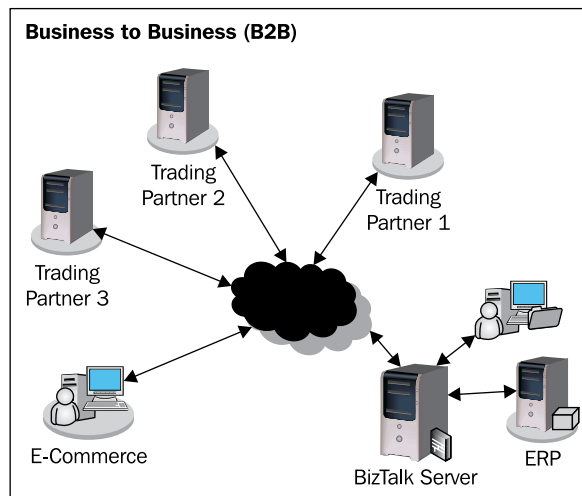 Business to Business (B2B)
Trading
Partner 2
Trading
Partner 1
Trading
Partner 3
E-Commerce
BizTalk Server
ERP